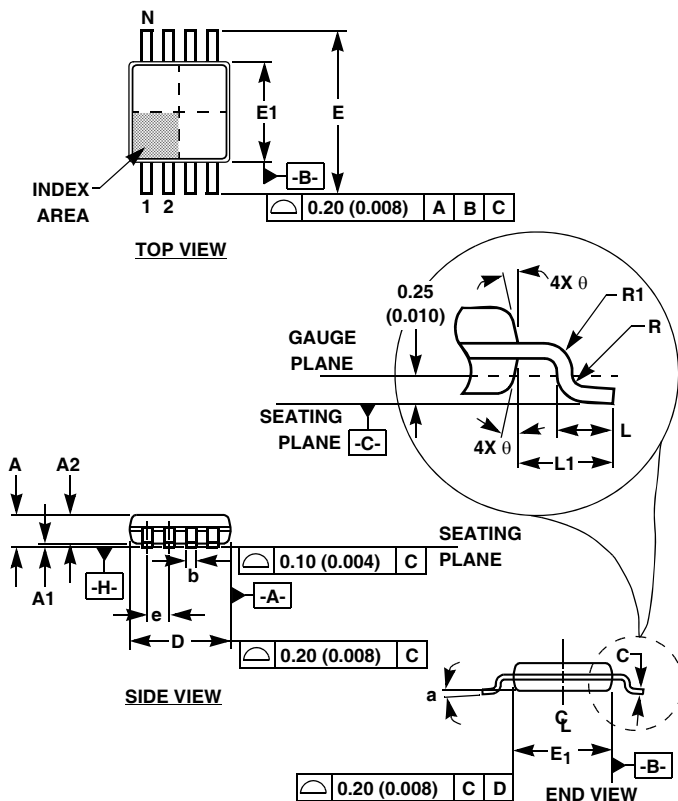 N
E1
E
-B-
INDEX
AREA
1 2
0.20 (0.008) A B C
TOP VIEW
4X θ
0.25
(0.010)
R1
R
GAUGE
PLANE
SEATING
PLANE
-C-
4X θ
L
L1
A A2
SEATING
PLANE
0.10 (0.004) C
-H-
b
A1
-A-
e
D
0.20 (0.008) C
SIDE VIEW
C
a
CL
E1
-B-
0.20 (0.008) C D
END VIEW